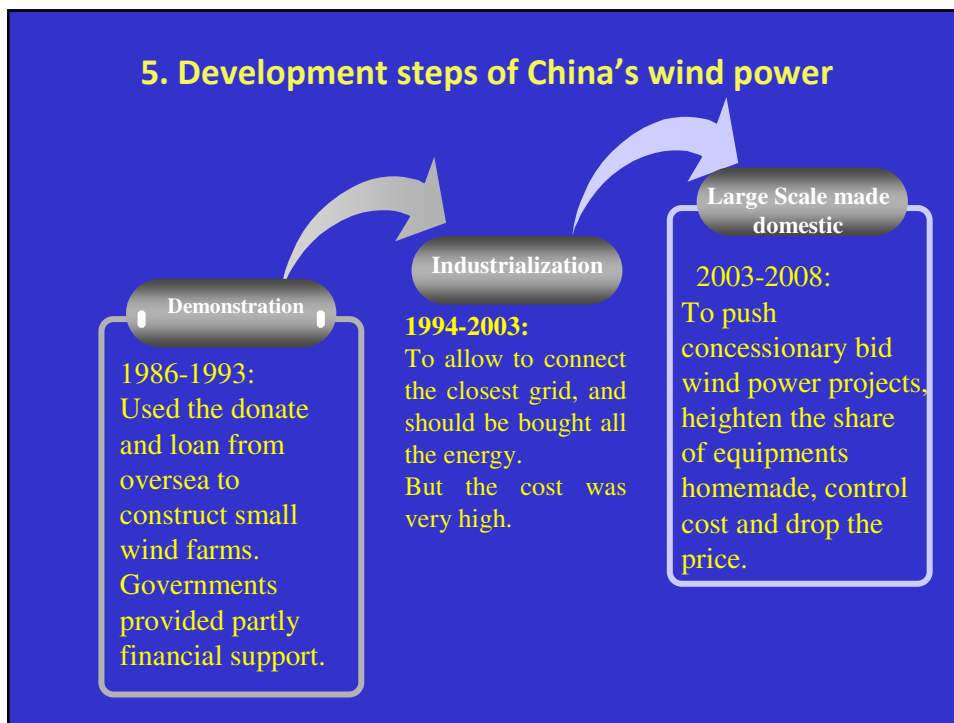 5. Development steps of China’s wind power
Demonstration
1986-1993:
Used the donate
and loan from
oversea to
construct small
wind farms.
Governments
provided partly
financial support.
Industrialization
1994-2003:
To allow to connect
the closest grid, and
should be bought all
the energy.
But the cost was
very high.
Large Scale made
domestic
2003-2008:
To push
concessionary bid
wind power projects,
heighten the share
of equipments
homemade, control
cost and drop the
price.